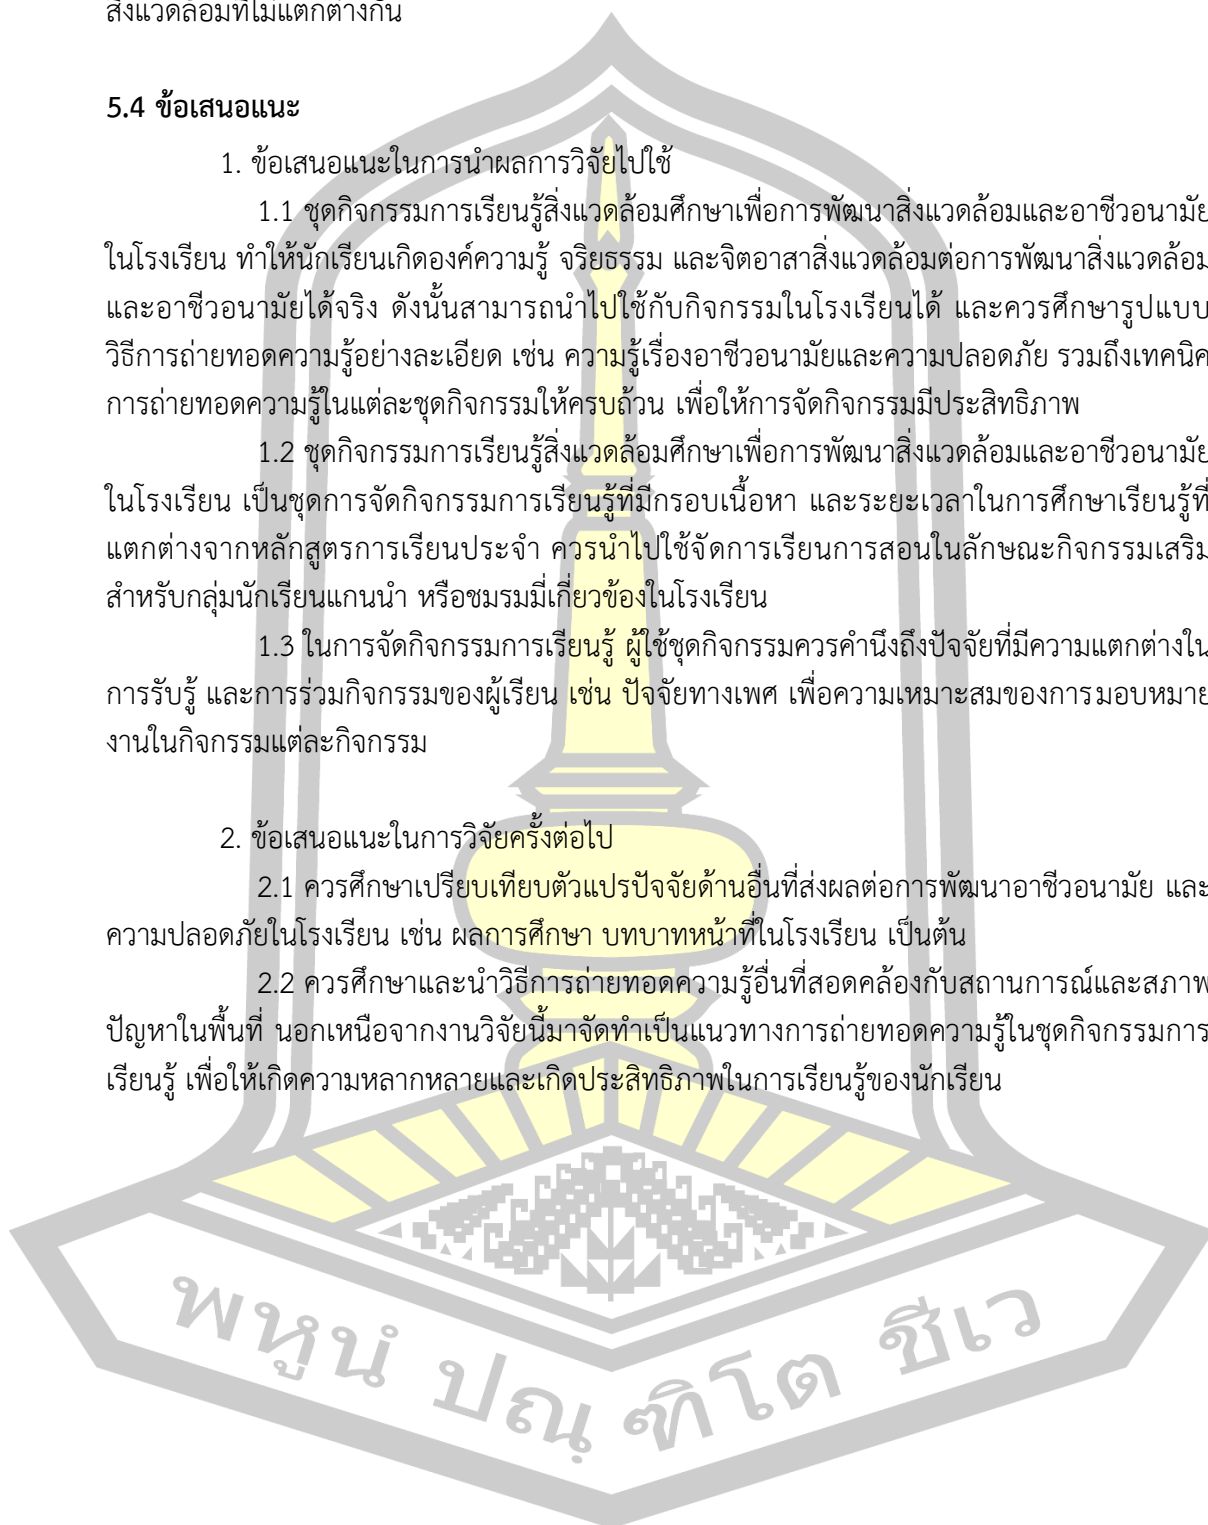 สิ่งแวดล้อมที่ไม่แตกต่างกัน
5.4 ข้อเสนอแนะ
1. ข้อเสนอแนะในการนำผลการวิจัยไปใช้
1.1 ชุดกิจกรรมการเรียนรู้สิ่งแวดล้อมศึกษาเพื่อการพัฒนาสิ่งแวดล้อมและอาชีวอนามัย
ในโรงเรียน ทำให้นักเรียนเกิดองค์ความรู้ จริยธรรม และจิตอาสาสิ่งแวดล้อมต่อการพัฒนาสิ่งแวดล้อม
และอาชีวอนามัยได้จริง ดังนั้นสามารถนำไปใช้กับกิจกรรมในโรงเรียนได้ และควรศึกษารูปแบบ
วิธีการถ่ายทอดความรู้อย่างละเอียด เช่น ความรู้เรื่องอาชีวอนามัยและความปลอดภัย รวมถึงเทคนิค
การถ่ายทอดความรู้ในแต่ละชุดกิจกรรมให้ครบถ้วน เพื่อให้การจัดกิจกรรมมีประสิทธิภาพ
1.2 ชุดกิจกรรมการเรียนรู้สิ่งแวดล้อมศึกษาเพื่อการพัฒนาสิ่งแวดล้อมและอาชีวอนามัย
ในโรงเรียน เป็นชุดการจัดกิจกรรมการเรียนรู้ที่มีกรอบเนื้อหา และระยะเวลาในการศึกษาเรียนรู้ที่
แตกต่างจากหลักสูตรการเรียนประจำ ควรนำไปใช้จัดการเรียนการสอนในลักษณะกิจกรรมเสริม
สำหรับกลุ่มนักเรียนแกนนำ หรือชมรมมี่เกี่ยวข้องในโรงเรียน
1.3 ในการจัดกิจกรรมการเรียนรู้ ผู้ใช้ชุดกิจกรรมควรคำนึงถึงปัจจัยที่มีความแตกต่างใน
การรับรู้ และการร่วมกิจกรรมของผู้เรียน เช่น ปัจจัยทางเพศ เพื่อความเหมาะสมของการมอบหมาย
งานในกิจกรรมแต่ละกิจกรรม
2. ข้อเสนอแนะในการวิจัยครั้งต่อไป
2.1 ควรศึกษาเปรียบเทียบตัวแปรปัจจัยด้านอื่นที่ส่งผลต่อการพัฒนาอาชีวอนามัย และ
ความปลอดภัยในโรงเรียน เช่น ผลการศึกษา บทบาทหน้าที่ในโรงเรียน เป็นต้น
2.2 ควรศึกษาและนำวิธีการถ่ายทอดความรู้อื่นที่สอดคล้องกับสถานการณ์และสภาพ
ปัญหาในพื้นที่ นอกเหนือจากงานวิจัยนี้มาจัดทำเป็นแนวทางการถ่ายทอดความรู้ในชุดกิจกรรมการ
เรียนรู้ เพื่อให้เกิดความหลากหลายและเกิดประสิทธิภาพในการเรียนรู้ของนักเรียน
พหูนํ ปณฺฑิโต ชีเว